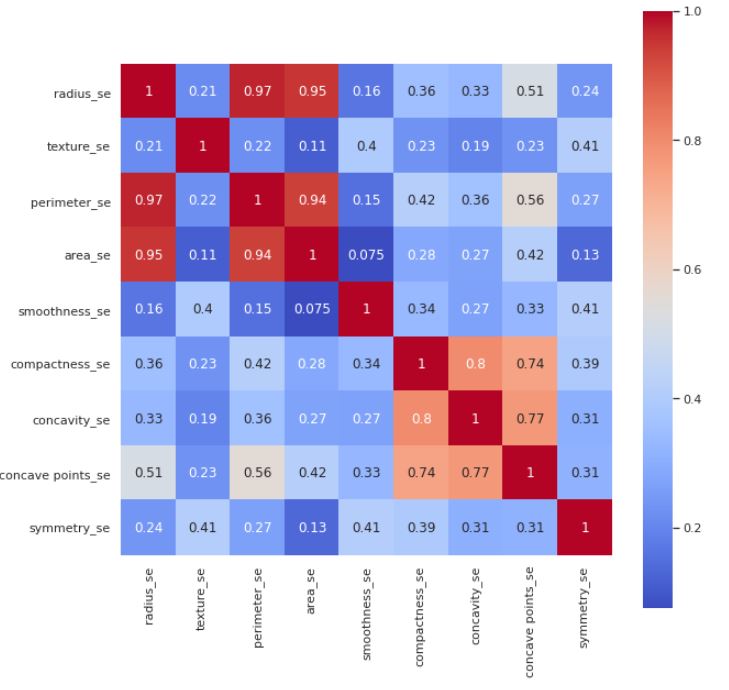 1.0
radius_se 1 0.21 0.97 0.95 0.16 0.36 0.33 0.51 0.24
texture_se 0.21 1 0.22 0.11 0.4 0.23 0.19 0.23 0.41
0.8
perimeter_se 0.97 0.22 1 0.94 0.15 0.42 0.36 0.56 0.27
area_se 0.95 0.11 0.94 1 0.075 0.28 0.27 0.42 0.13
0.6
smoothness_se 0.16 0.4 0.15 0.075 1 0.34 0.27 0.33 0.41
compactness_se 0.36 0.23 0.42 0.28 0.34 1 0.8 0.74 0.39
0.4
concavity_se 0.33 0.19 0.36 0.27 0.27 0.8 1 0.77 0.31
concave points_se 0.51 0.23 0.56 0.42 0.33 0.74 0.77 1 0.31
symmetry_se 0.24 0.41 0.27 0.13 0.41 0.39 0.31 0.31 1
0.2
radius_se
texture_se
perimeter_se
area_se
smoothness_se
compactness_se
concavity_se
concave points_se
symmetry_se